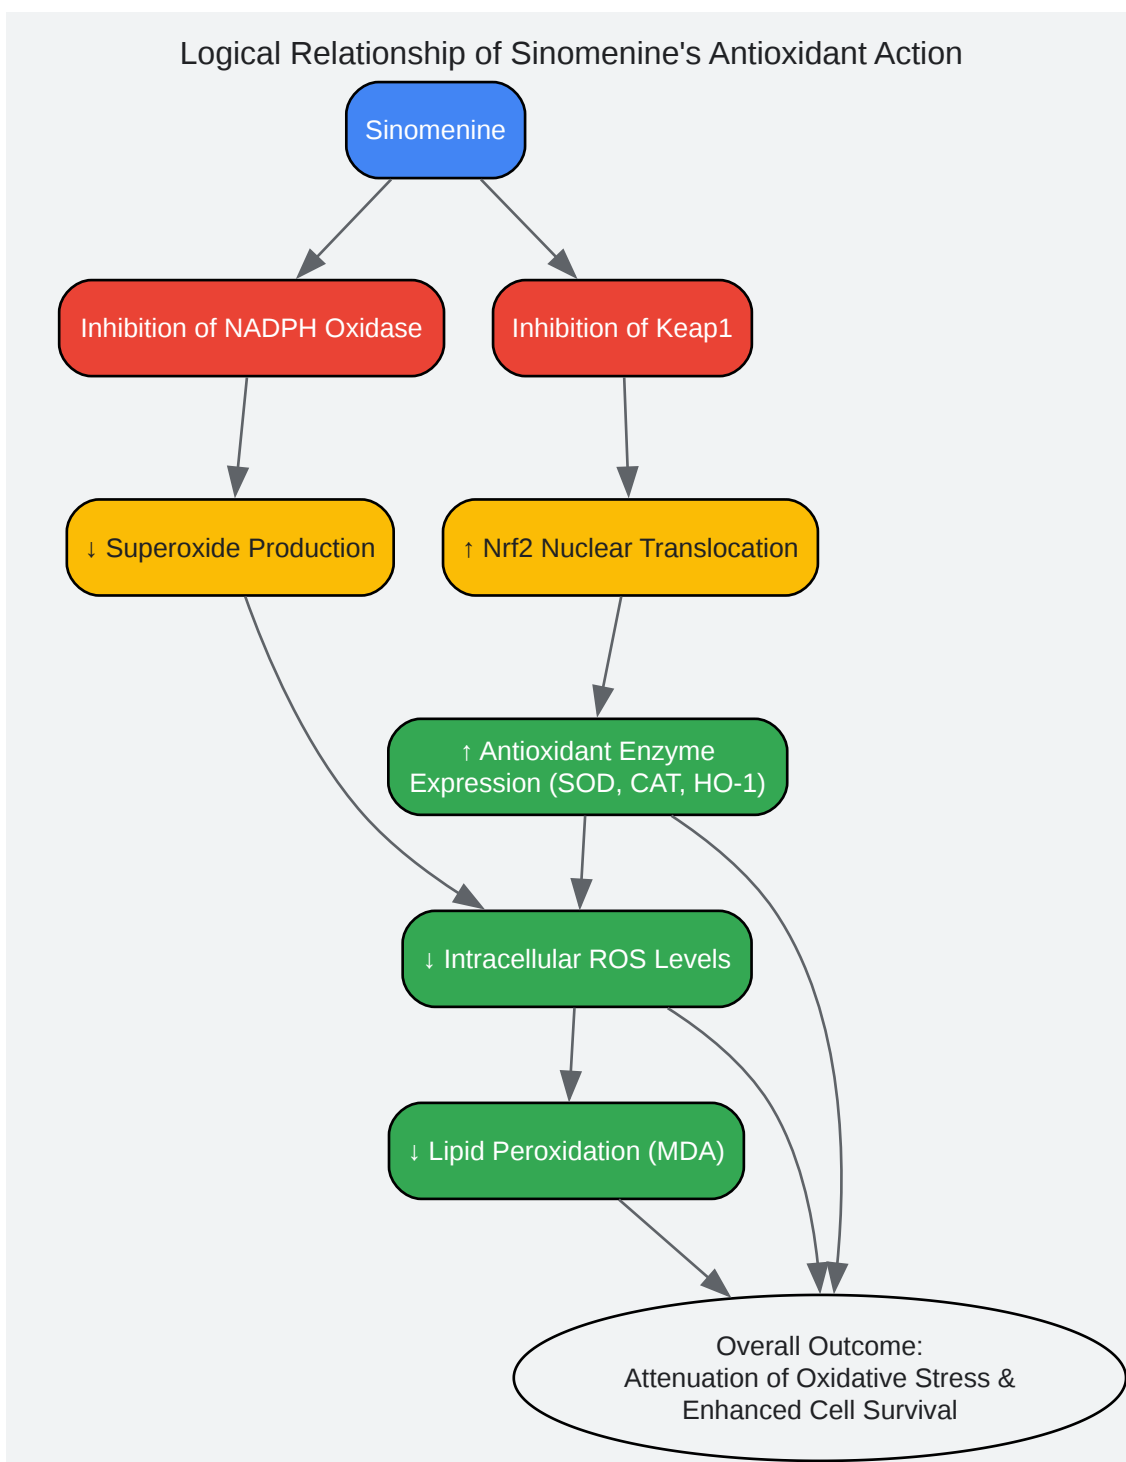 Logical Relationship of Sinomenine's Antioxidant Action
Sinomenine
Inhibition of NADPH Oxidase
Inhibition of Keap1
↓ Superoxide Production
↑ Nrf2 Nuclear Translocation
↑ Antioxidant Enzyme
Expression (SOD, CAT, HO-1)
↓ Intracellular ROS Levels
↓ Lipid Peroxidation (MDA)
Overall Outcome:
Attenuation of Oxidative Stress &
Enhanced Cell Survival